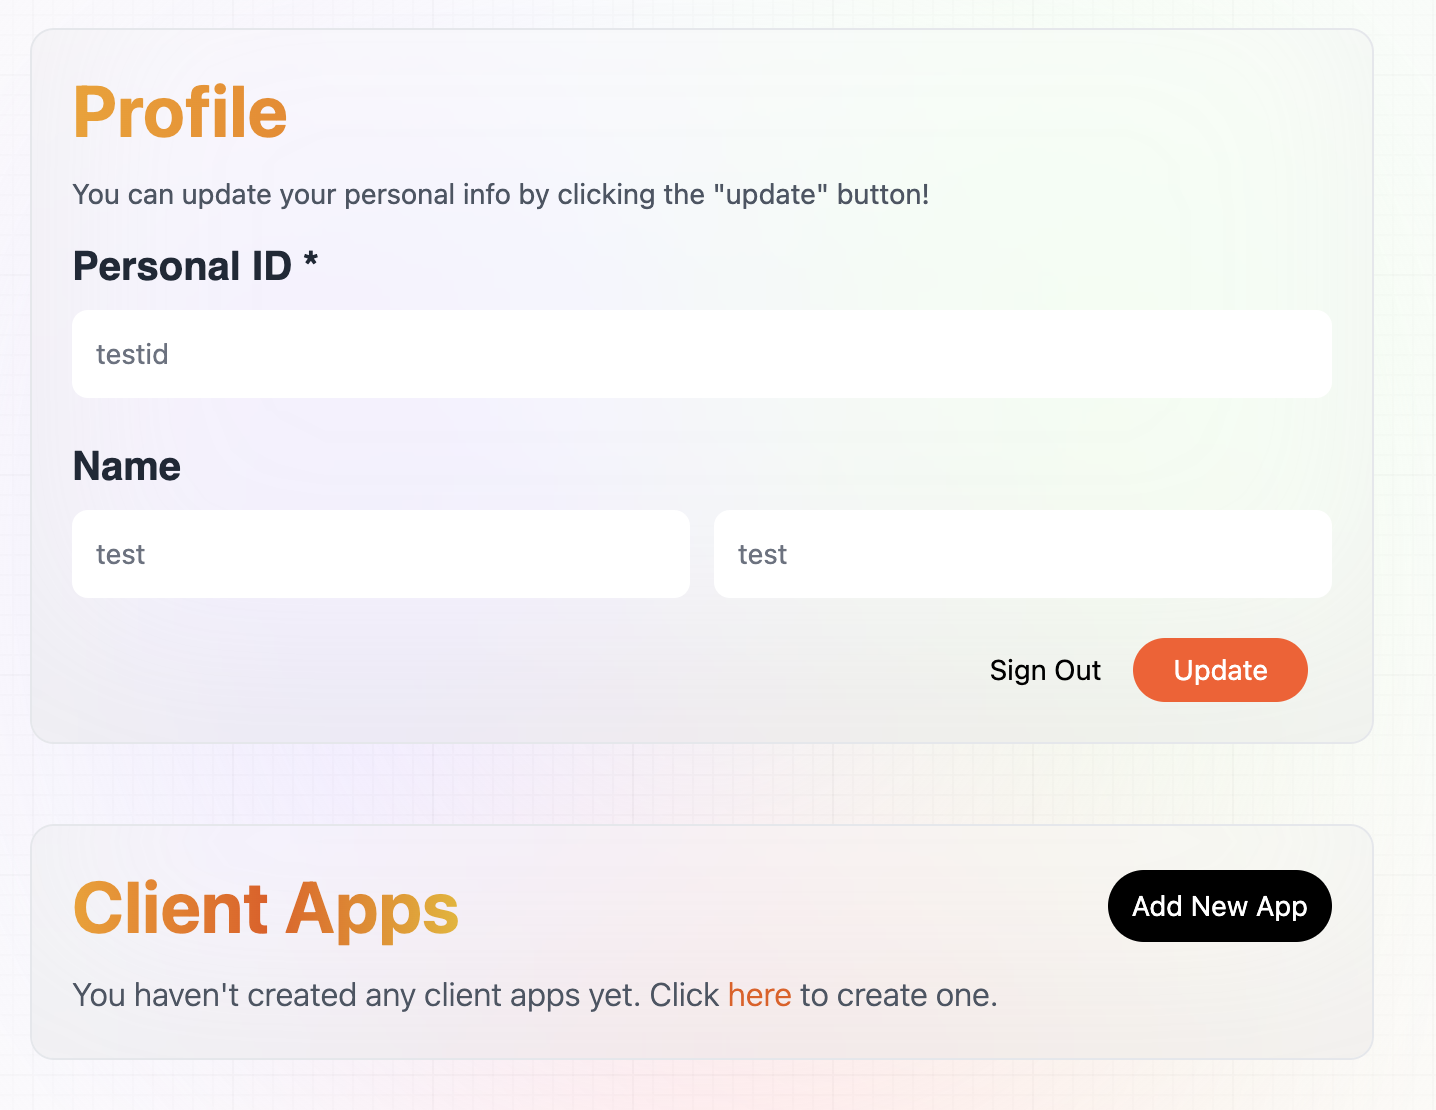 Profile
You can update your personal info by clicking the "update" button!
Personal ID *
testid
Name
test test
Sign Out Update
Client Apps Add New App
You haven't created any client apps yet. Click here to create one.